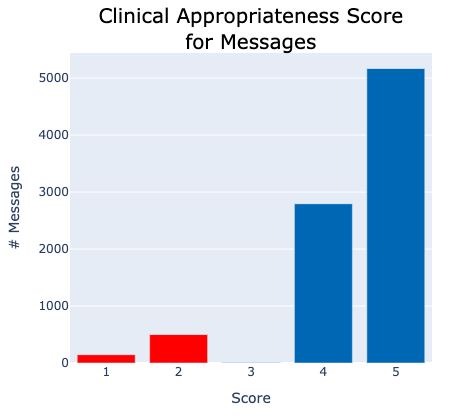 Clinical Appropriateness Score
for Messages
# Messages
5000
4000
3000
2000
1000
0
1 2 3 4 5
Score